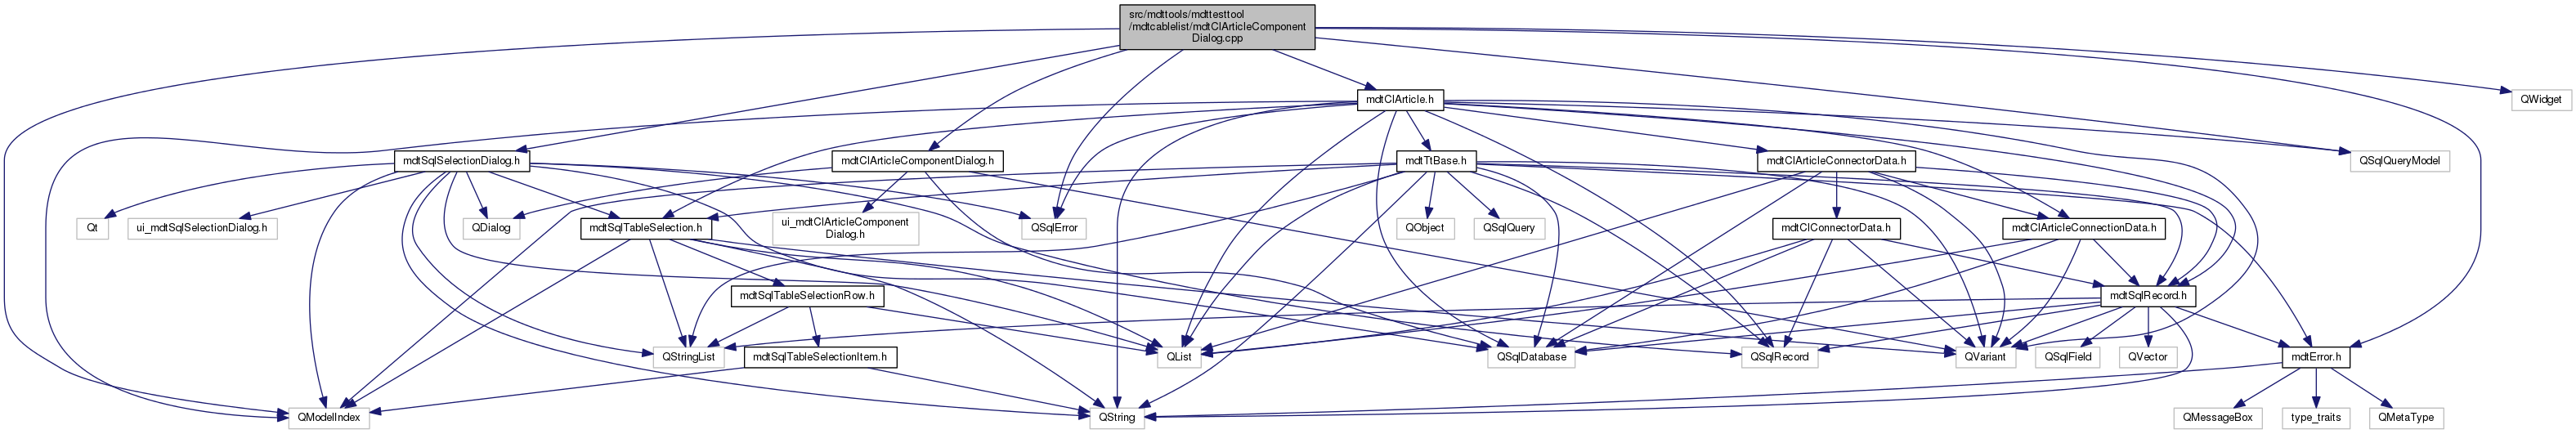 src/mdttools/mdttesttool
/mdtcablelist/mdtClArticleComponent
Dialog.cpp
mdtClArticle.h
QWidget
mdtSqlSelectionDialog.h
mdtClArticleComponentDialog.h
mdtTtBase.h
mdtClArticleConnectorData.h
QSqlQueryModel
Qt
ui_mdtSqlSelectionDialog.h
QDialog
mdtSqlTableSelection.h
ui_mdtClArticleComponent
Dialog.h
QSqlError
QObject
QSqlQuery
mdtClConnectorData.h
mdtClArticleConnectionData.h
mdtSqlTableSelectionRow.h
mdtSqlRecord.h
QStringList
mdtSqlTableSelectionItem.h
QList
QSqlDatabase
QSqlRecord
QVariant
QSqlField
QVector
mdtError.h
QModelIndex
QString
QMessageBox
type_traits
QMetaType